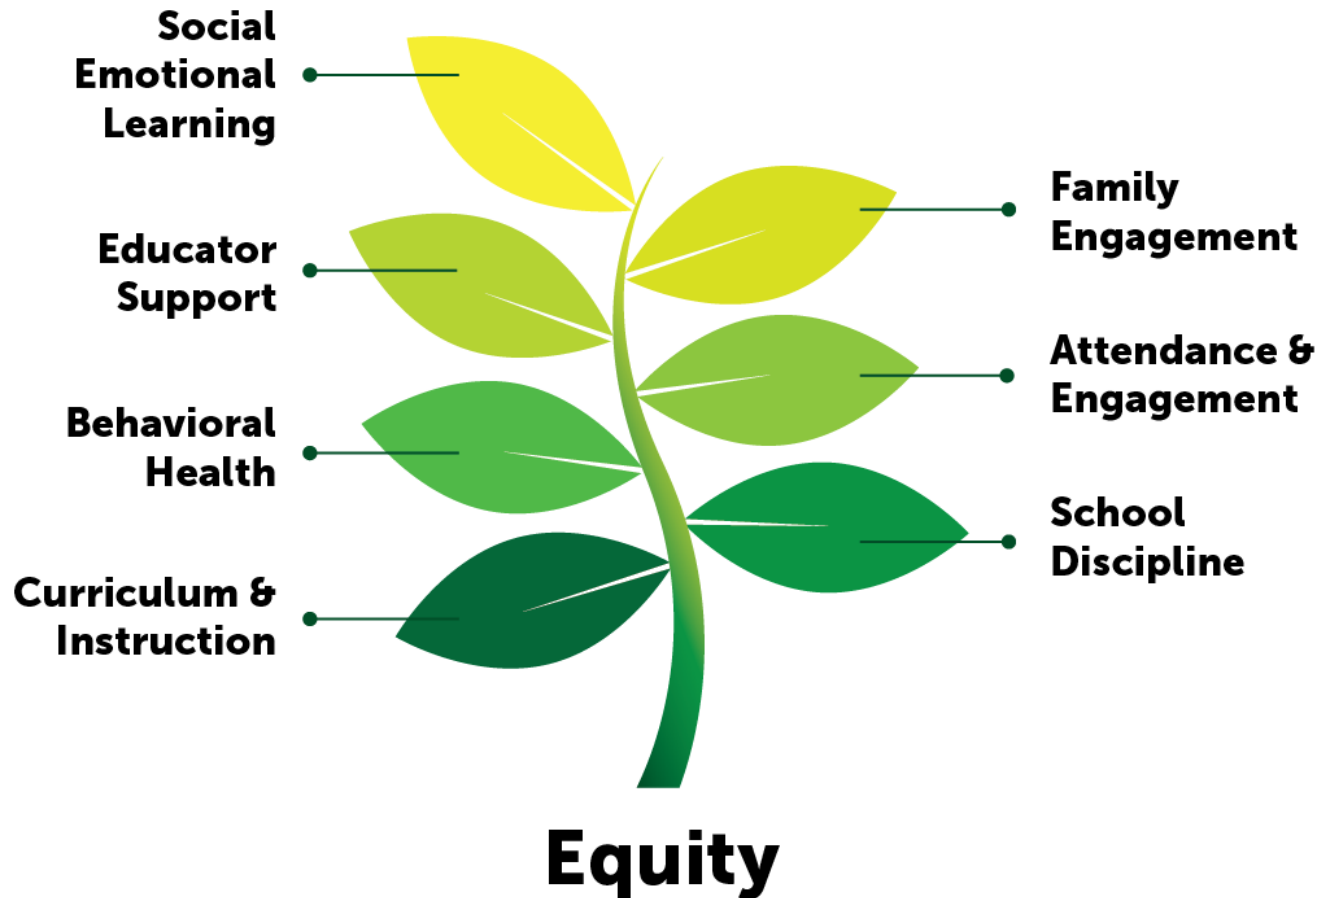 Social
Emotional
Learning
Educator
Support
Behavioral
Health
Curriculum &
Instruction
Family
Engagement
Attendance &
Engagement
School
Discipline
Equity